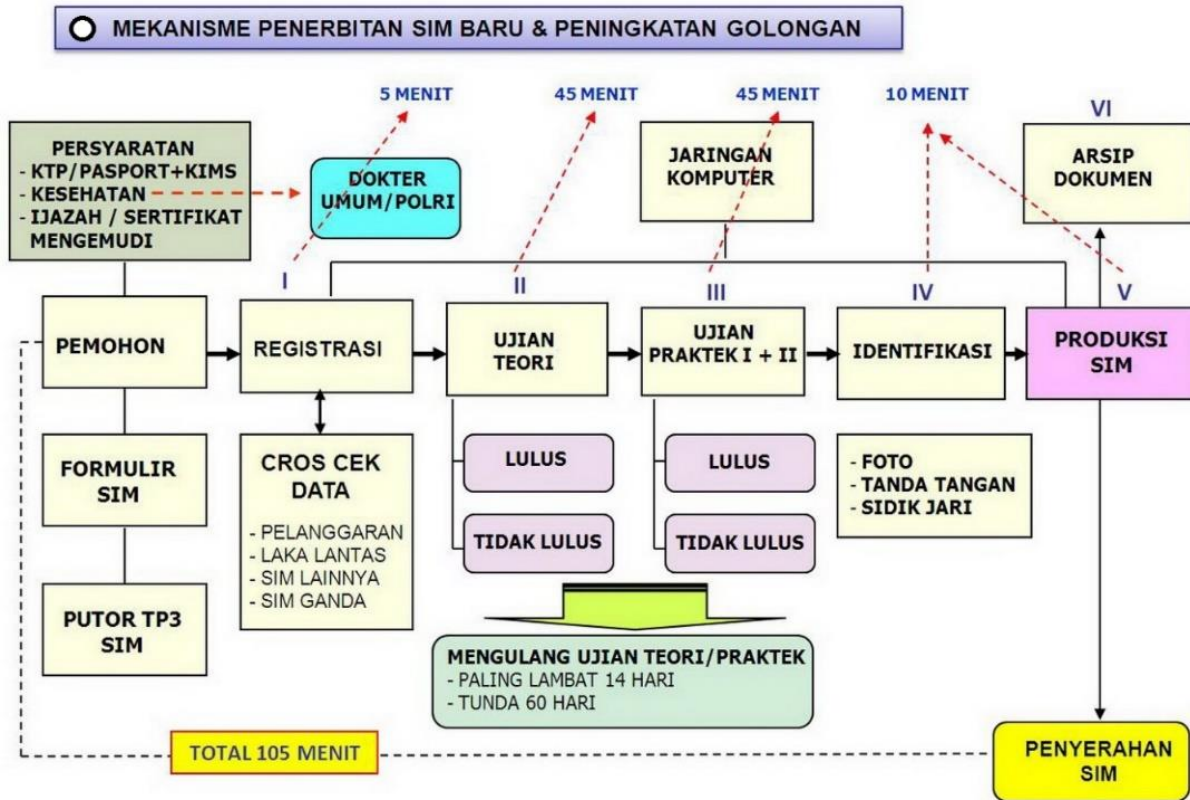 MEKANISME PENERBITAN SIM BARU & PENINGKATAN GOLONGAN
5 MENIT
45 MENIT
45 MENIT
10 MENIT
PERSYARATAN
- KTP/PASPORT+KIMS
- KESEHATAN
- IJAZAH / SERTIFIKAT
MENGEMUDI
DOKTER
UMUM/POLRI
JARINGAN
KOMPUTER
VI
ARSIP
DOKUMEN
I
II
III
IV
V
PEMOHON
REGISTRASI
UJIAN
TEORI
UJIAN
PRAKTEK I + II
IDENTIFIKASI
PRODUKSI
SIM
FORMULIR
SIM
CROS CEK
DATA
- PELANGGARAN
- LAKA LANTAS
- SIM LAINNYA
- SIM GANDA
LULUS
TIDAK LULUS
LULUS
TIDAK LULUS
- FOTO
- TANDA TANGAN
- SIDIK JARI
PUTOR TP3
SIM
MENGULANG UJIAN TEORI/PRAKTEK
- PALING LAMBAT 14 HARI
- TUNDA 60 HARI
TOTAL 105 MENIT
PENYERAHAN
SIM